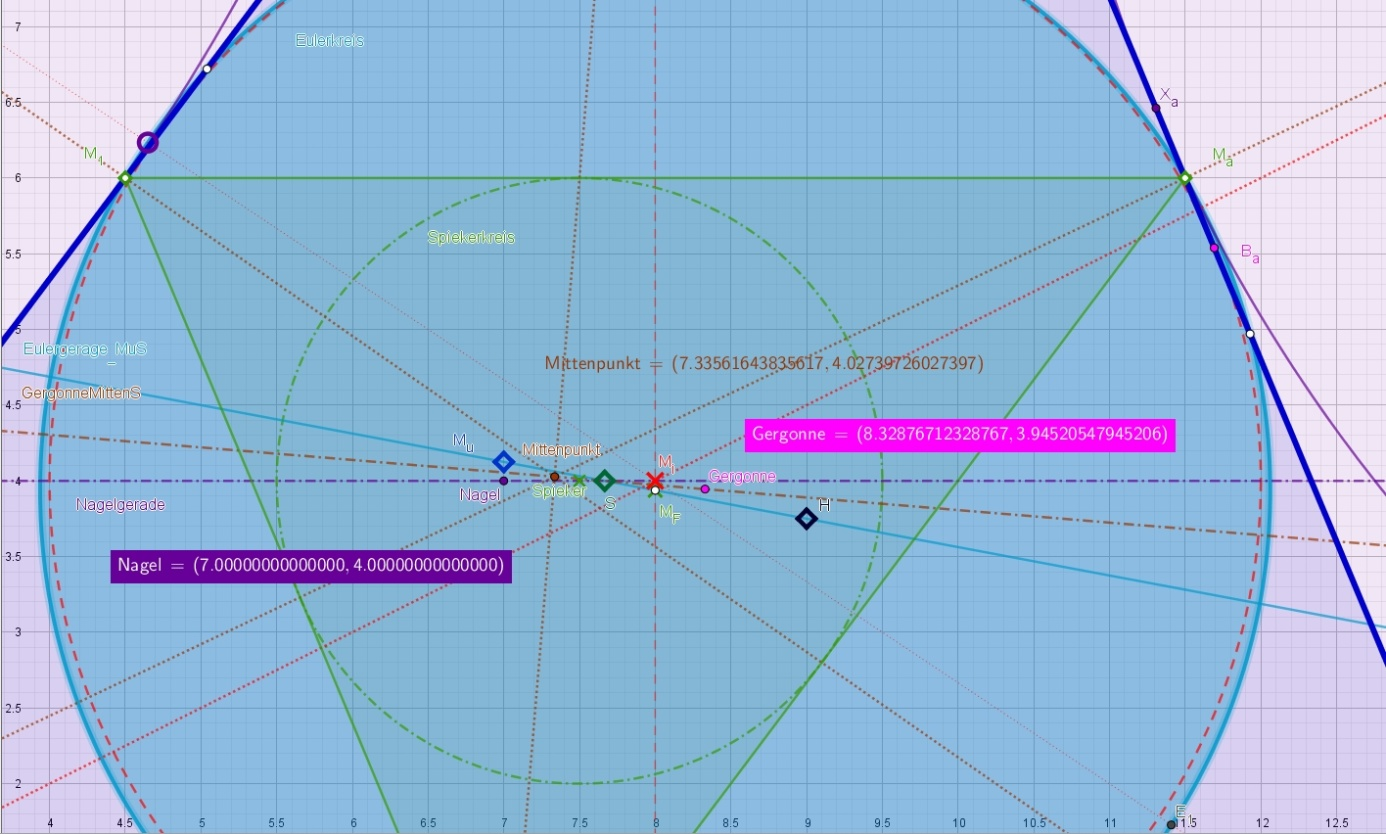 7
Eulerkreis
6.5
X_a
M_1
M_a
6
Spiekerkreis
5.5
B_a
5
Eulergerage_MuS
Mittenpunkt = (7.33561643835617, 4.02739726027397)
GergonneMittenS
4.5
Gergonne = (8.32876712328767, 3.94520547945206)
M_u
Mittenpunkt
M_i
Gergonne
4
Nagelgerade
Nagel
Spieker
S
M_F
H
3.5
Nagel = (7.00000000000000, 4.00000000000000)
3
2.5
2
E
4 4.5 5 5.5 6 6.5 7 7.5 8 8.5 9 9.5 10 10.5 11 11.5 12 12.5